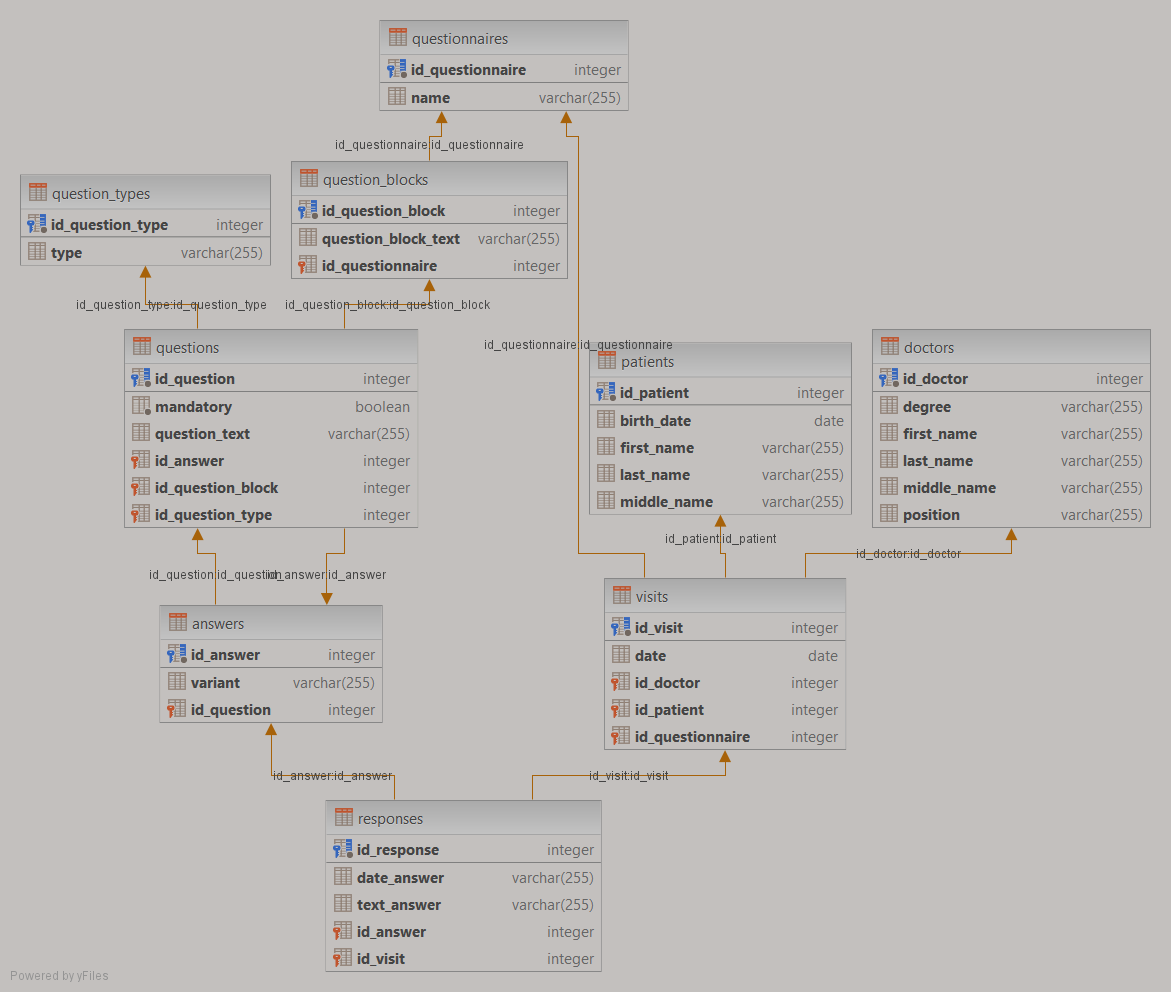 questionnaires
id_questionnaire integer
name varchar(255)
id_questionnaire:id_questionnaire
question_types
id_question_type integer
type varchar(255)
question_blocks
id_question_block integer
question_block_text varchar(255)
id_questionnaire integer
id_question_type:id_question_type
id_question_block:id_question_block
id_questionnaire:id_questionnaire
questions
id_question integer
mandatory boolean
question_text varchar(255)
id_answer integer
id_question_block integer
id_question_type integer
patients
id_patient integer
birth_date date
first_name varchar(255)
last_name varchar(255)
middle_name varchar(255)
doctors
id_doctor integer
degree varchar(255)
first_name varchar(255)
last_name varchar(255)
middle_name varchar(255)
position varchar(255)
id_patient:id_patient
id_doctor:id_doctor
id_question:id_question
id_answer:id_answer
answers
id_answer integer
variant varchar(255)
id_question integer
visits
id_visit integer
date date
id_doctor integer
id_patient integer
id_questionnaire integer
id_answer:id_answer
id_visit:id_visit
responses
id_response integer
date_answer varchar(255)
text_answer varchar(255)
id_answer integer
id_visit integer
Powered by yFiles